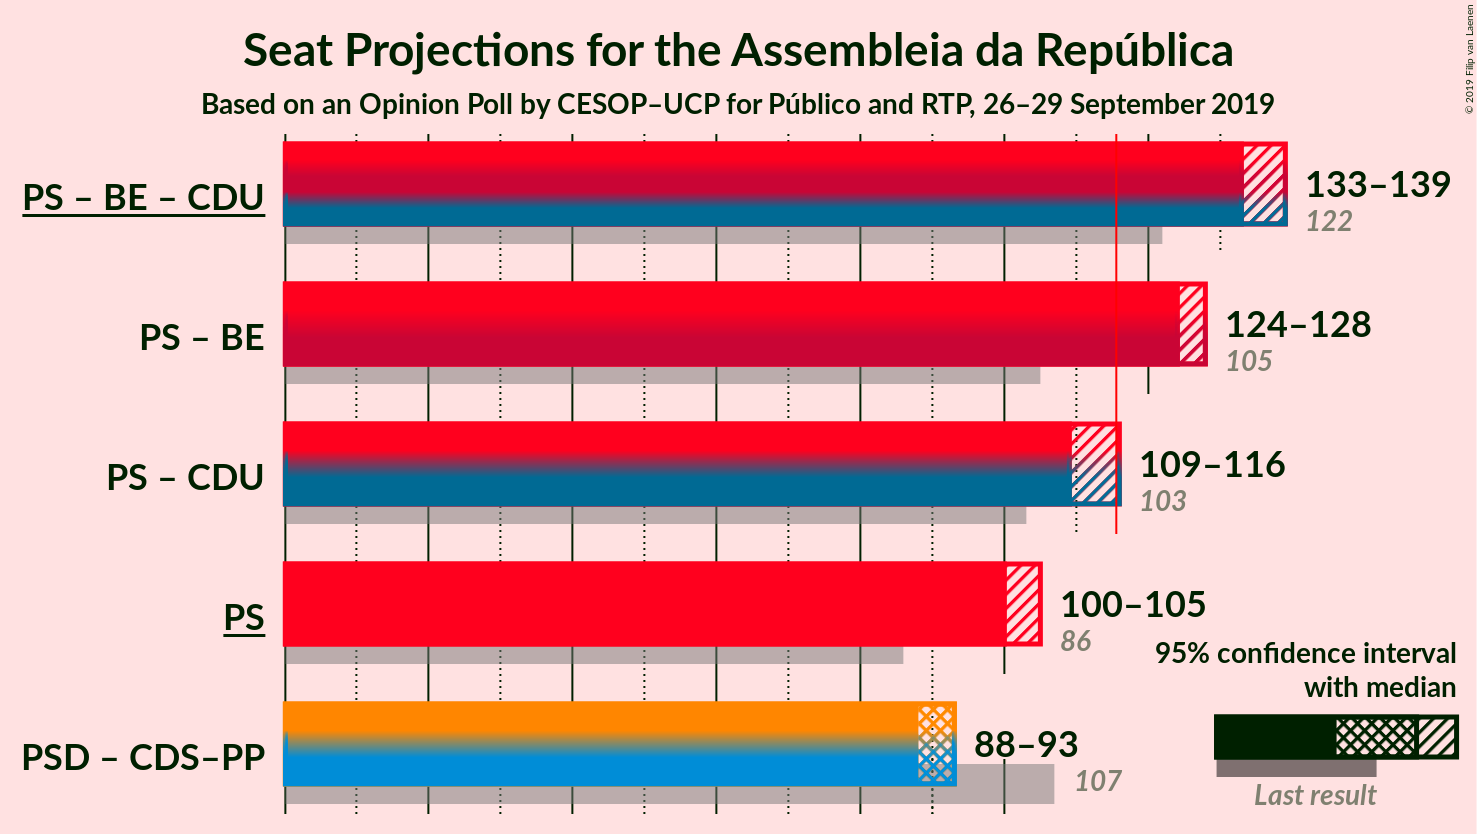 Seat Projections for the Assembleia da República
Based on an Opinion Poll by CESOP–UCP for Público and RTP, 26–29 September 2019
© 2019 Filip van Laenen
PS – BE – CDU
133–139
122
PS – BE
124–128
105
PS – CDU
109–116
103
PS
100–105
86
PSD – CDS–PP
88–93
107
95% confidence interval
with median
Last result